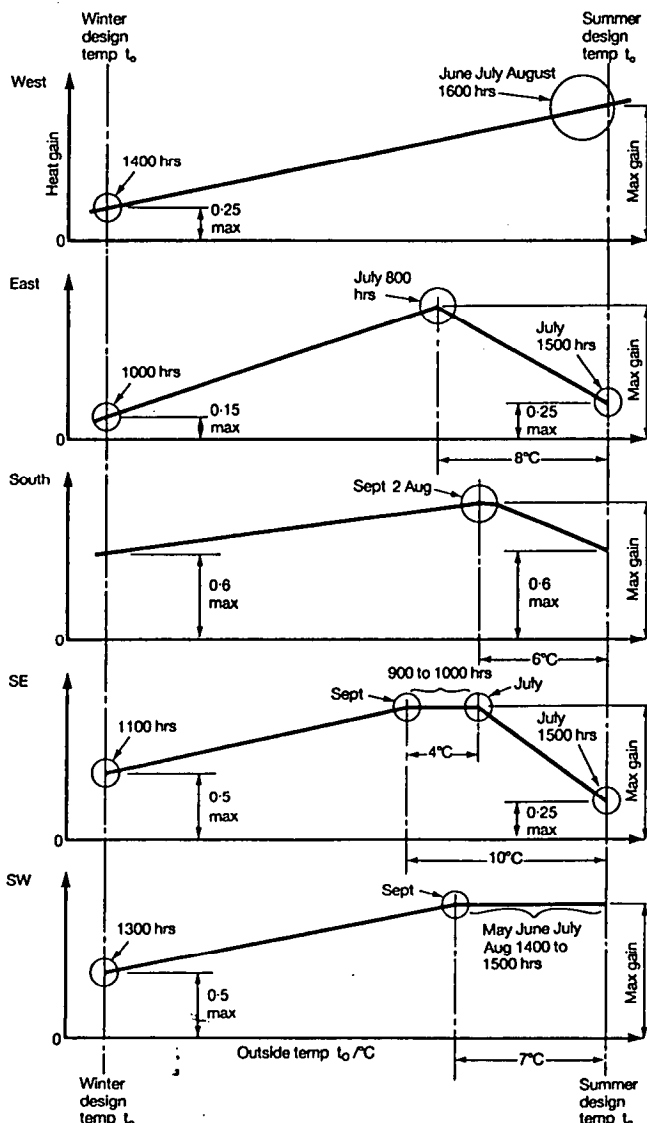 Winter
design
temp tₒ
Summer
design
temp tₒ
West
June July August
1600 hrs
Heat gain
1400 hrs
0·25
max
Max gain
0
East
July 800
hrs
July
1500 hrs
1000 hrs
0·15
max
0·25
max
Max gain
0
8°C
South
Sept 2 Aug
0·6
max
0·6
max
Max gain
0
6°C
SE
900 to 1000 hrs
Sept
July
July
1500 hrs
1100 hrs
4°C
0·5
max
0·25
max
Max gain
0
10°C
SW
Sept
1300 hrs
May June July
Aug 1400 to
1500 hrs
0·5
max
Max gain
0
Outside temp tₒ/°C
7°C
Winter
design
temp tₒ
Summer
design
temp tₒ